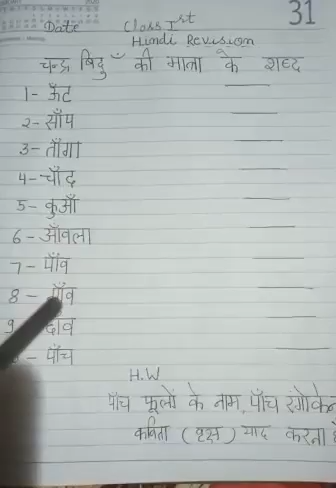 31
Date Class Ist
Hindi Revision
चन्द्र बिंदु ँ की मात्रा के शब्द
1- ऊँट
2- साँप
3- ताँगा
4- चाँद
5- कुआँ
6- आँवला
7- पाँव
8-
9
- पाँच
H.W
पाँच फूलों के नाम, पाँच रंगो के
कविता (वृक्ष) याद करना